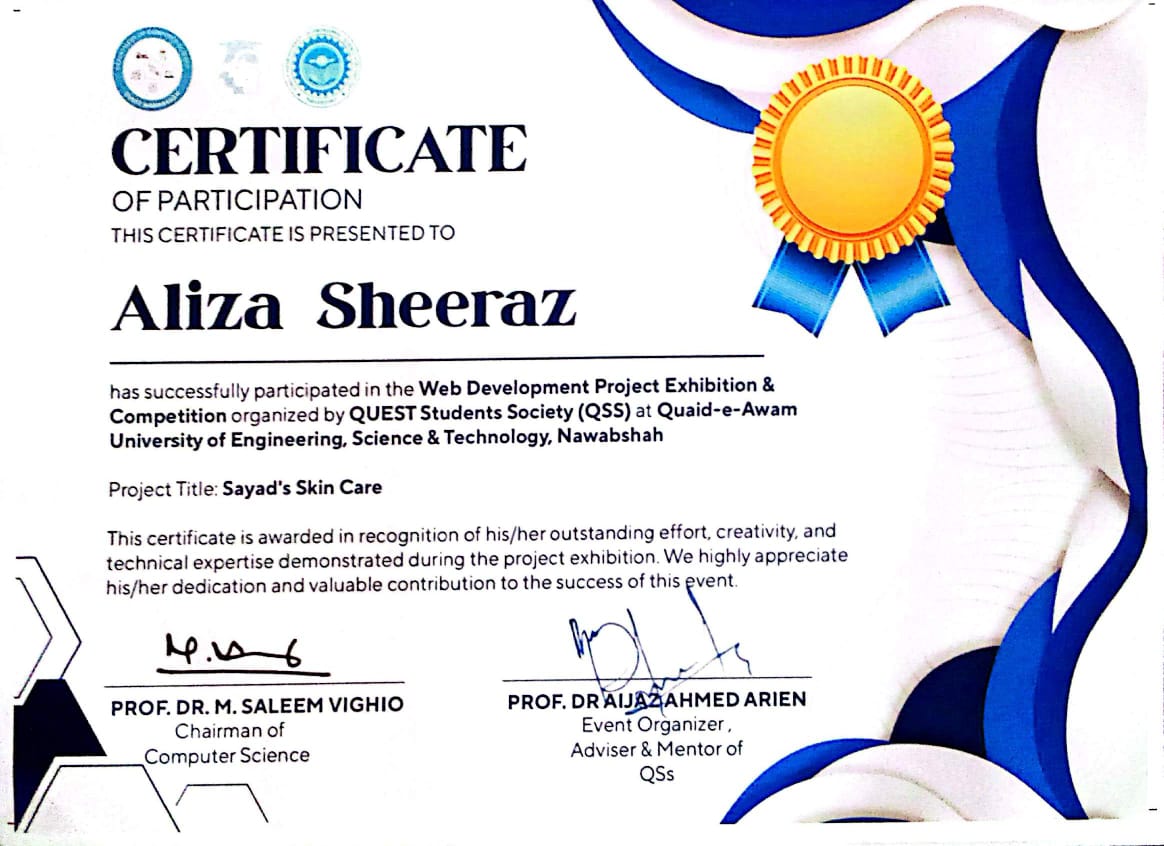 CERTIFICATE
OF PARTICIPATION
THIS CERTIFICATE IS PRESENTED TO
Aliza Sheeraz
has successfully participated in the Web Development Project Exhibition &
Competition organized by QUEST Students Society (QSS) at Quaid-e-Awam
University of Engineering, Science & Technology, Nawabshah
Project Title: Sayad's Skin Care
This certificate is awarded in recognition of his/her outstanding effort, creativity, and
technical expertise demonstrated during the project exhibition. We highly appreciate
his/her dedication and valuable contribution to the success of this event.
PROF. DR. M. SALEEM VIGHIO
Chairman of
Computer Science
PROF. DR AIJAZ AHMED ARIEN
Event Organizer,
Adviser & Mentor of
QSs